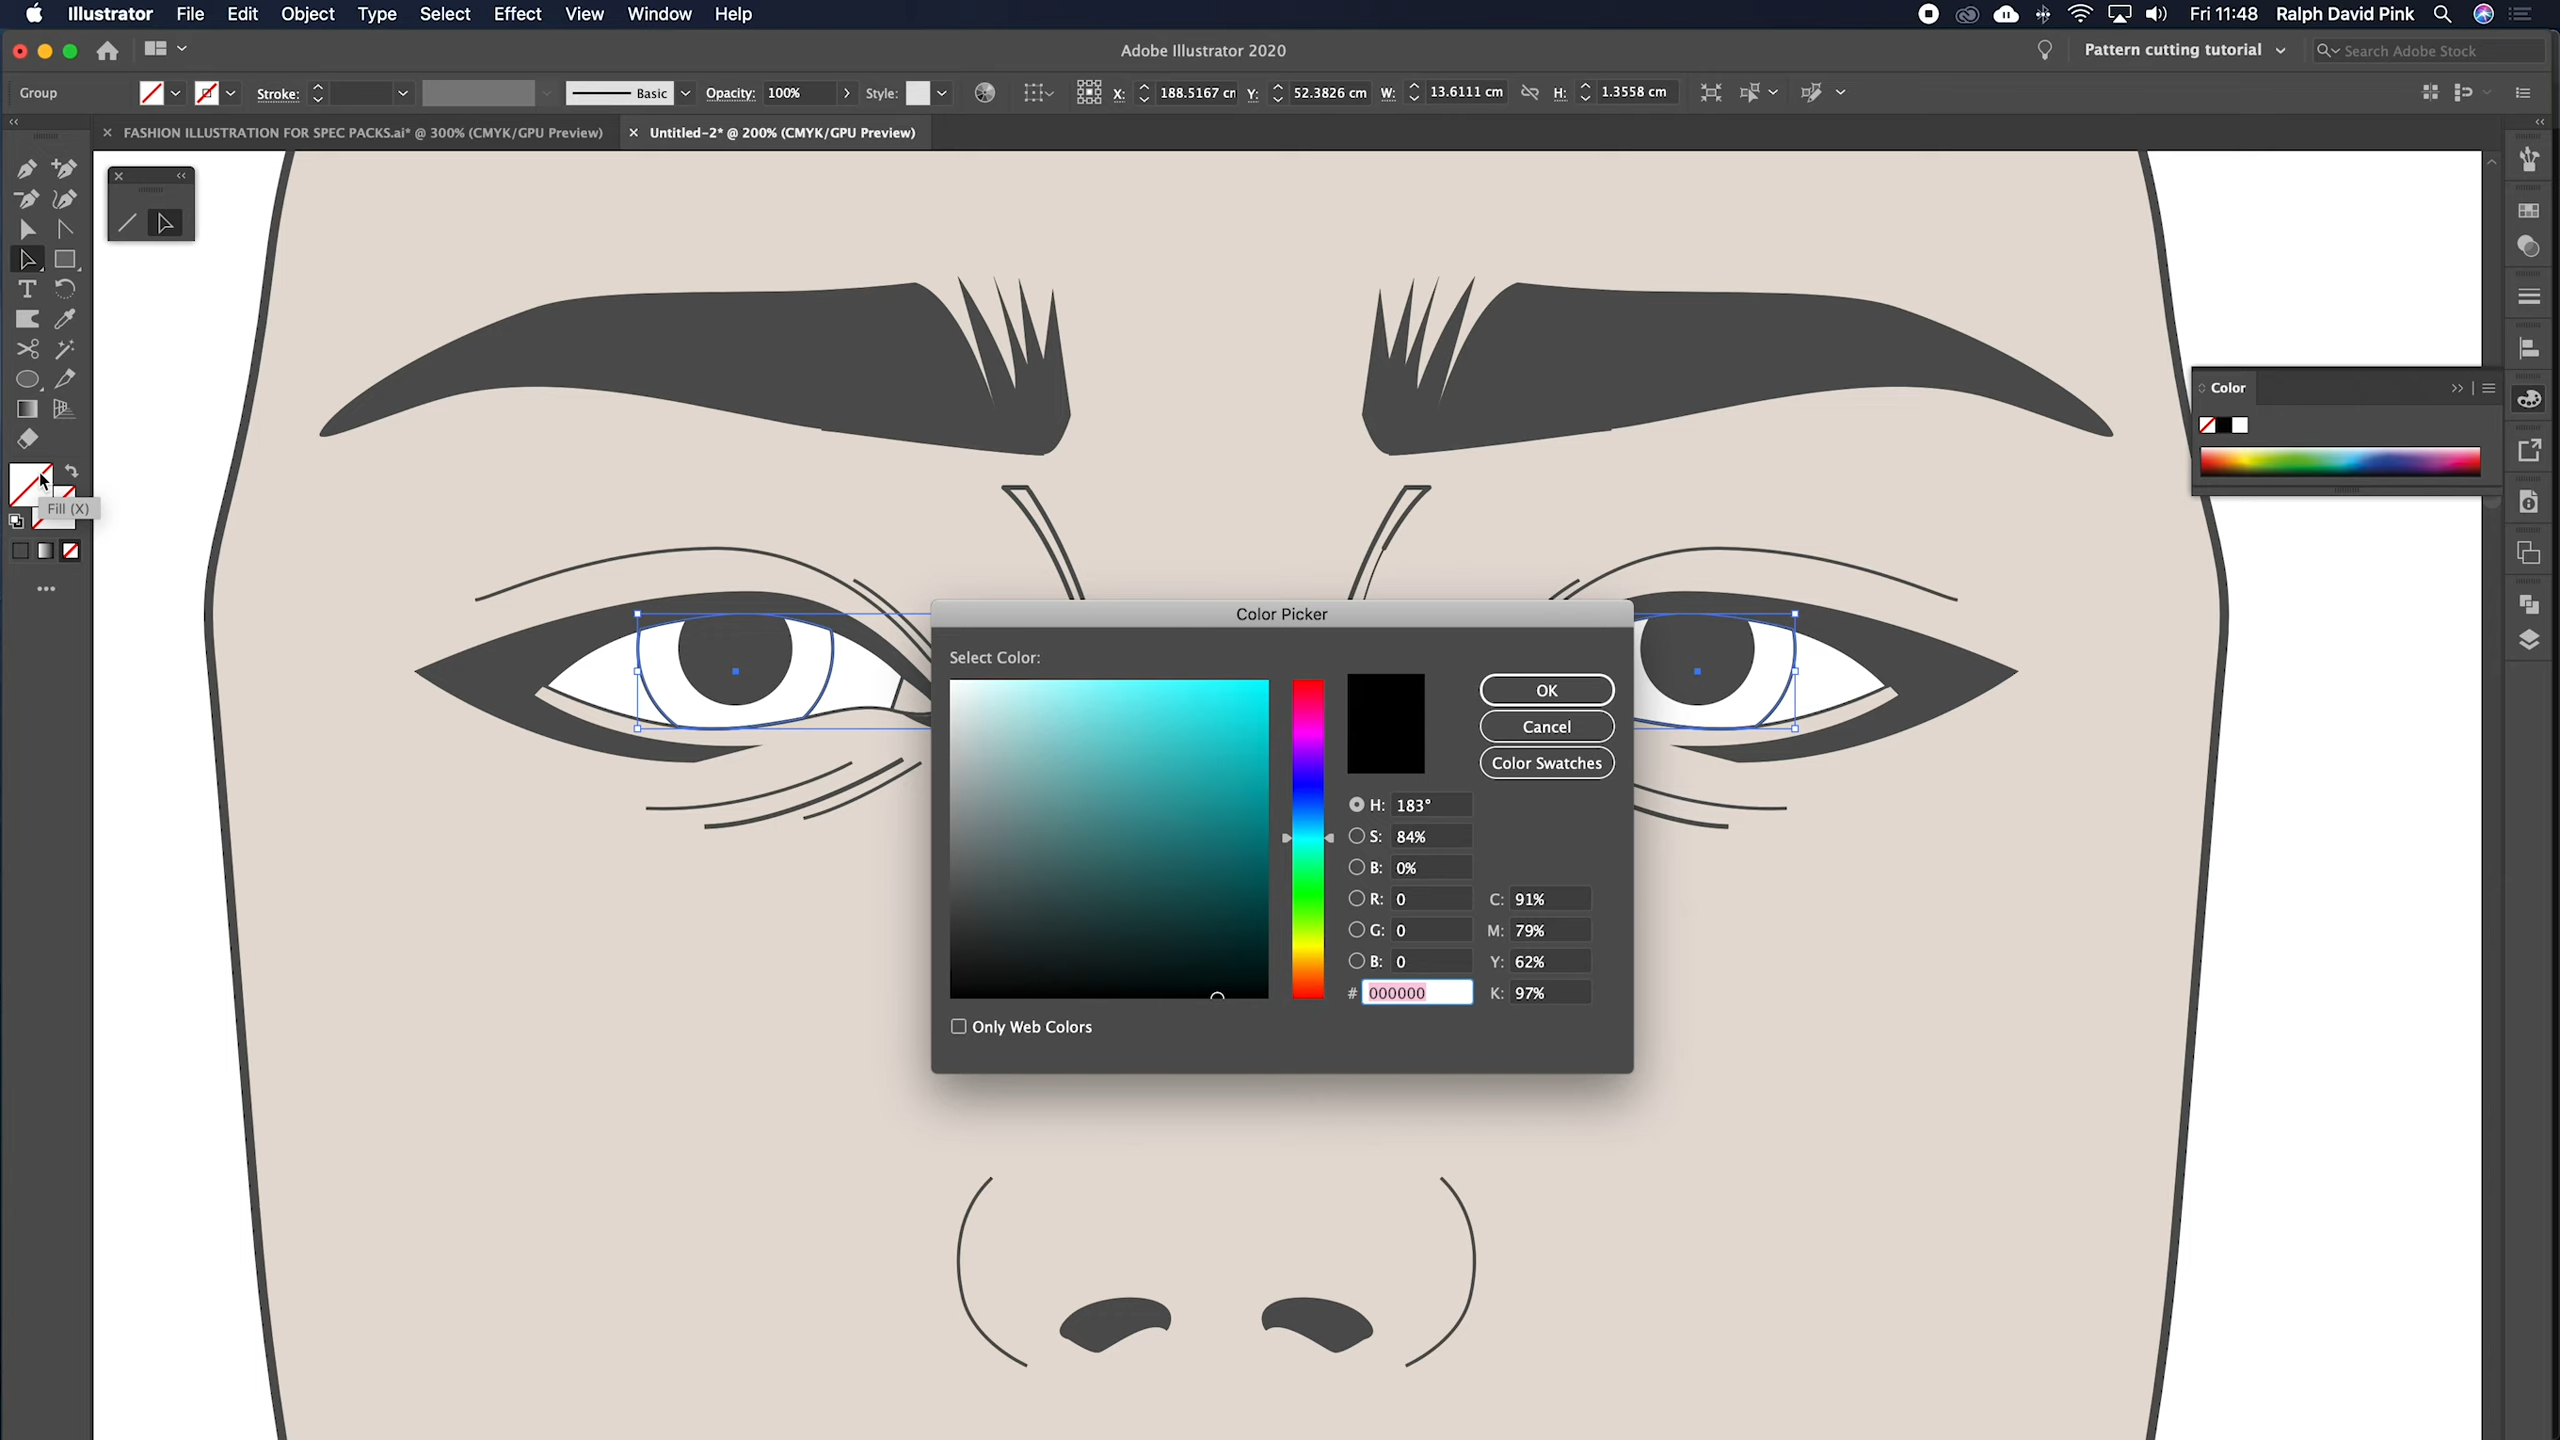 Illustrator File Edit Object Type Select Effect View Window Help Fri 11:48 Ralph David Pink
Adobe Illustrator 2020 Pattern cutting tutorial Search Adobe Stock
Group Stroke: Basic Opacity: 100% Style: X: 188.5167 cm Y: 52.3826 cm W: 13.6111 cm H: 1.3558 cm
FASHION ILLUSTRATION FOR SPEC PACKS.ai* @ 300% (CMYK/GPU Preview) Untitled-2* @ 200% (CMYK/GPU Preview)
Color
Fill (X)
Color Picker
Select Color:
OK
Cancel
Color Swatches
H: 183°
S: 84%
B: 0%
R: 0 C: 91%
G: 0 M: 79%
B: 0 Y: 62%
# 000000 K: 97%
Only Web Colors